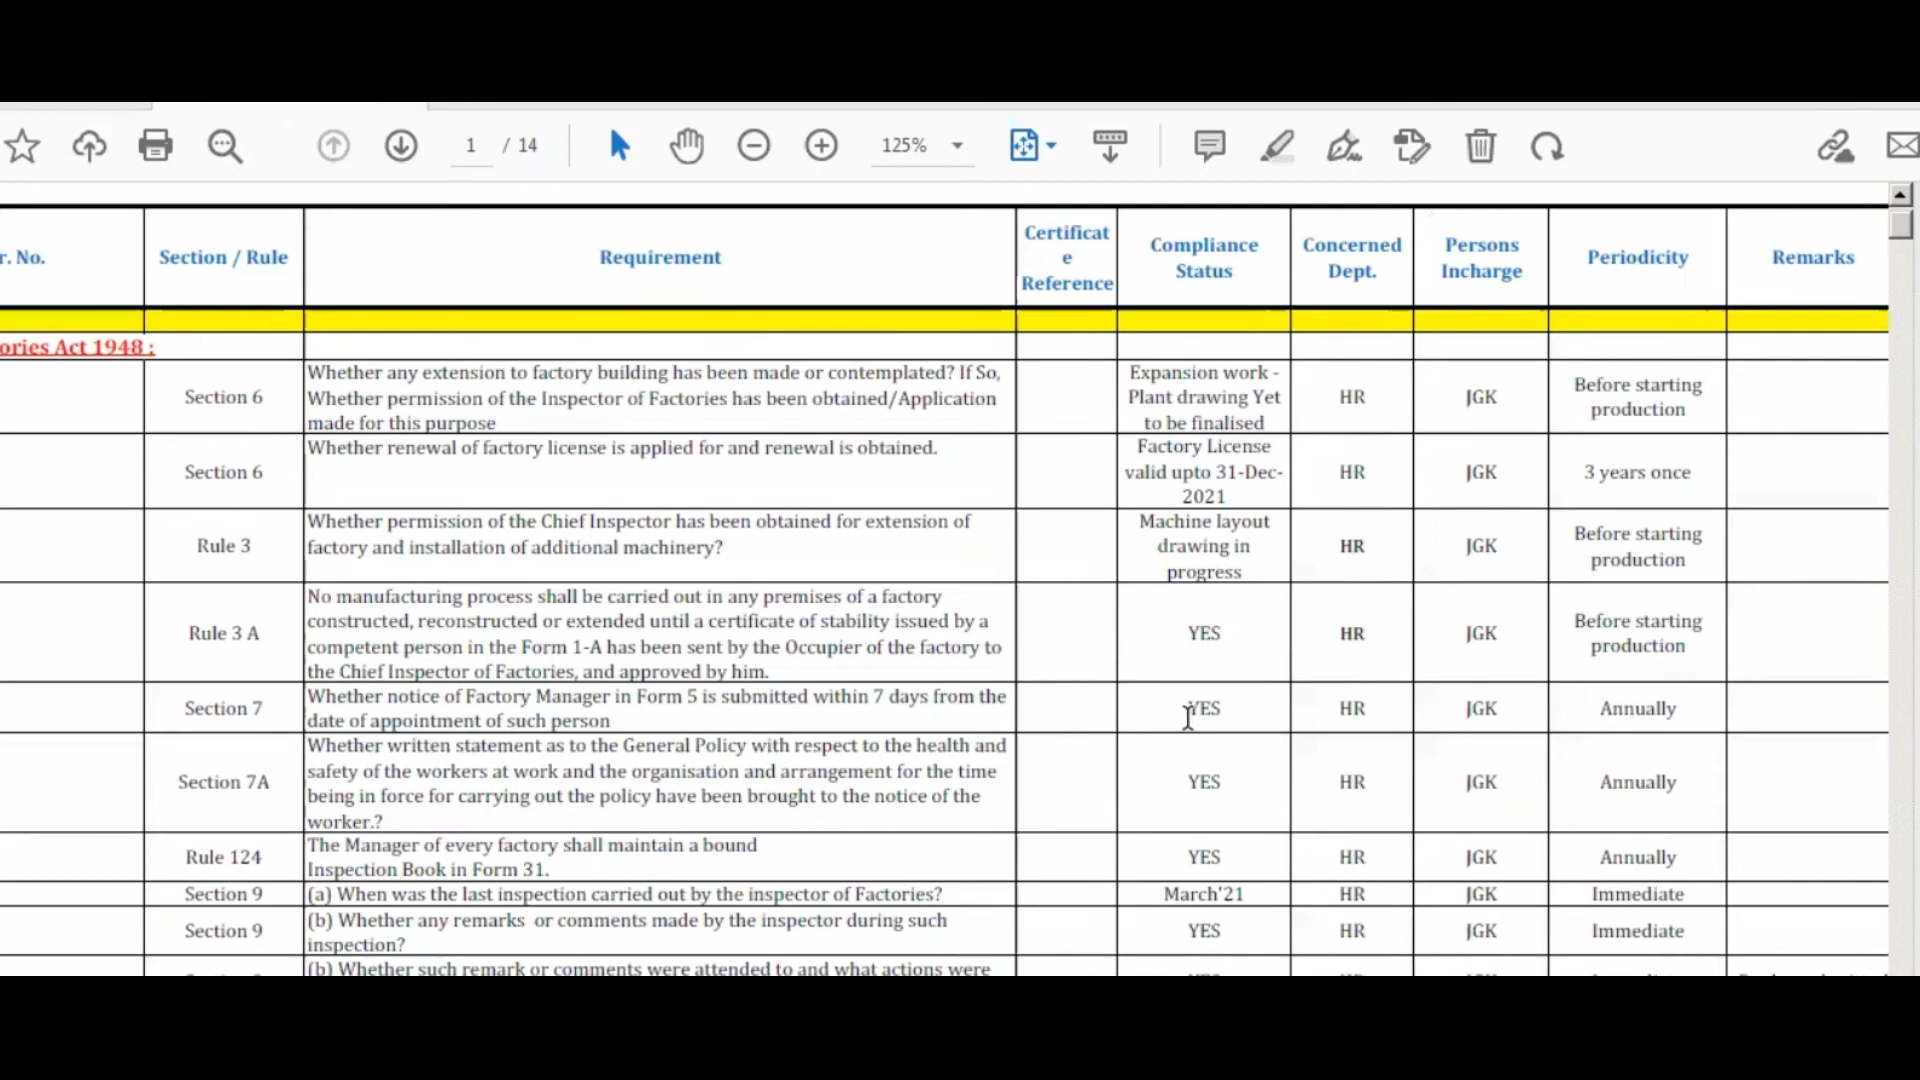 1 / 14 125%
r. No. Section / Rule Requirement Certificat e Reference Compliance Status Concerned Dept. Persons Incharge Periodicity Remarks
ories Act 1948 :
Section 6
Whether any extension to factory building has been made or contemplated? If So,
Whether permission of the Inspector of Factories has been obtained/Application
made for this purpose
Expansion work -
Plant drawing Yet
to be finalised
HR
JGK
Before starting
production
Section 6
Whether renewal of factory license is applied for and renewal is obtained.
Factory License
valid upto 31-Dec-
2021
HR
JGK
3 years once
Rule 3
Whether permission of the Chief Inspector has been obtained for extension of
factory and installation of additional machinery?
Machine layout
drawing in
progress
HR
JGK
Before starting
production
Rule 3 A
No manufacturing process shall be carried out in any premises of a factory
constructed, reconstructed or extended until a certificate of stability issued by a
competent person in the Form 1-A has been sent by the Occupier of the factory to
the Chief Inspector of Factories, and approved by him.
YES
HR
JGK
Before starting
production
Section 7
Whether notice of Factory Manager in Form 5 is submitted within 7 days from the
date of appointment of such person
YES
HR
JGK
Annually
Section 7A
Whether written statement as to the General Policy with respect to the health and
safety of the workers at work and the organisation and arrangement for the time
being in force for carrying out the policy have been brought to the notice of the
worker.?
YES
HR
JGK
Annually
Rule 124
The Manager of every factory shall maintain a bound
Inspection Book in Form 31.
YES
HR
JGK
Annually
Section 9
(a) When was the last inspection carried out by the inspector of Factories?
March'21
HR
JGK
Immediate
Section 9
(b) Whether any remarks or comments made by the inspector during such
inspection?
YES
HR
JGK
Immediate
(b) Whether such remark or comments were attended to and what actions were